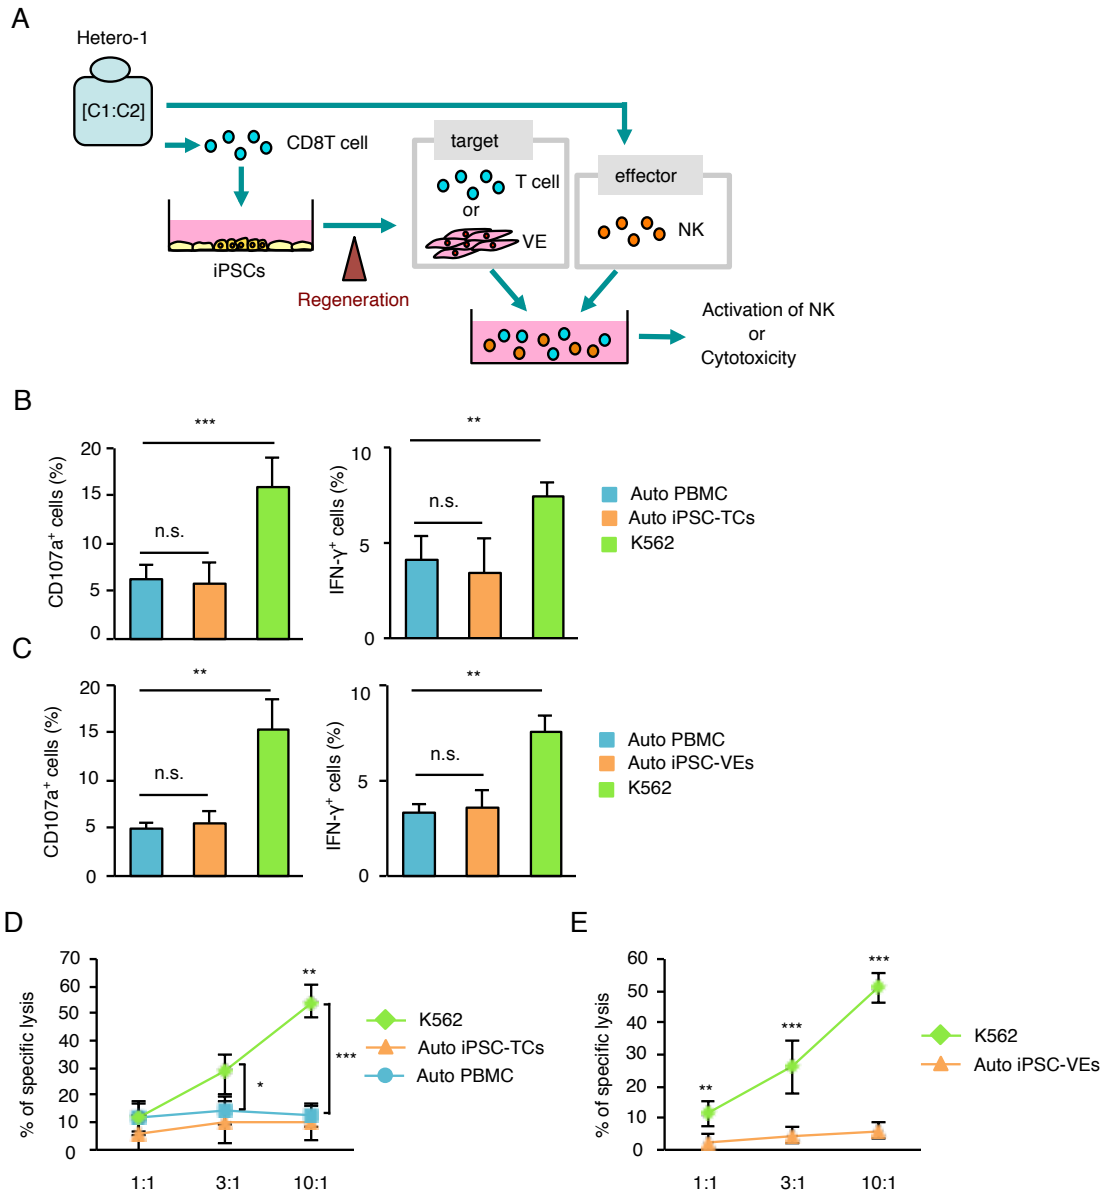 A
Hetero-1
[C1:C2]
CD8T cell
iPSCs
Regeneration
target
T cell
or
VE
effector
NK
Activation of NK
or
Cytotoxicity
B
CD107a+ cells (%)
20
15
10
5
0
***
n.s.
IFN-γ+ cells (%)
10
5
0
**
n.s.
Auto PBMC
Auto iPSC-TCs
K562
C
CD107a+ cells (%)
20
15
10
5
0
**
n.s.
IFN-γ+ cells (%)
10
5
0
**
n.s.
Auto PBMC
Auto iPSC-VEs
K562
D
% of specific lysis
70
60
50
40
30
20
10
0
**
***
*
1:1
3:1
10:1
K562
Auto iPSC-TCs
Auto PBMC
E
% of specific lysis
60
50
40
30
20
10
0
**
***
***
1:1
3:1
10:1
K562
Auto iPSC-VEs